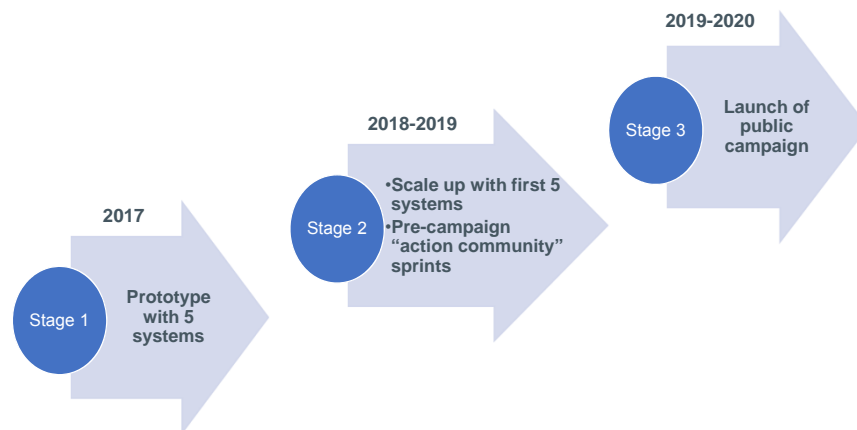 2017
Stage 1
Prototype
with 5
systems
2018-2019
Stage 2
•Scale up with first 5
systems
•Pre-campaign
“action community”
sprints
2019-2020
Stage 3
Launch of
public
campaign